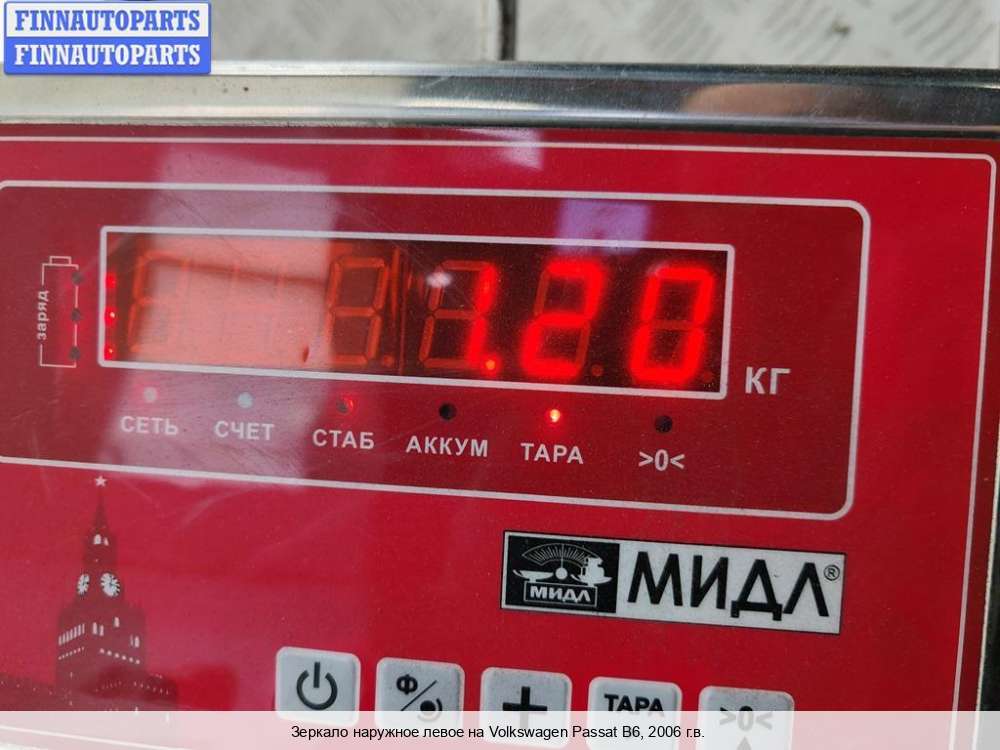 FINNAUTOPARTS
FINNAUTOPARTS
заряд
1.20
КГ
СЕТЬ СЧЕТ СТАБ АККУМ ТАРА >0<
МИДЛ
МИДЛ®
Ф ТАРА >0<
Зеркало наружное левое на Volkswagen Passat B6, 2006 г.в.